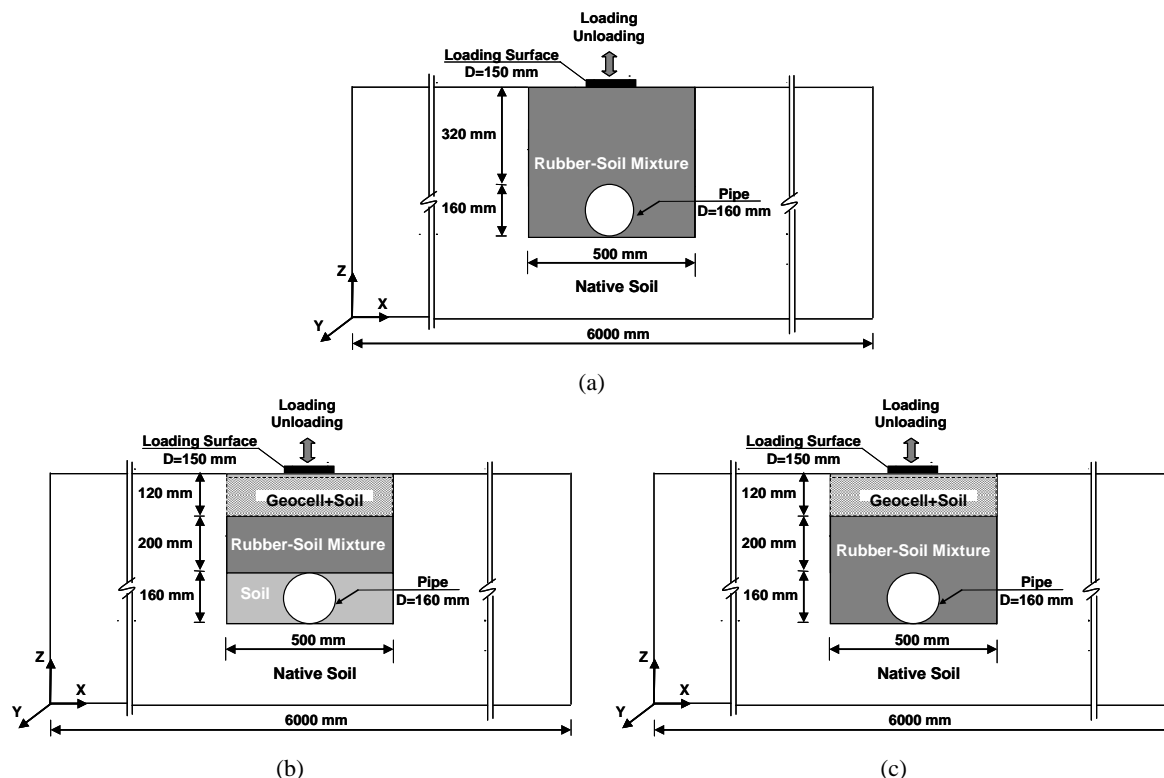 Loading
Unloading
Loading Surface
D=150 mm
320 mm
Rubber-Soil Mixture
160 mm
Pipe
D=160 mm
500 mm
Native Soil
Z
X
Y
6000 mm
(a)
Loading
Unloading
Loading Surface
D=150 mm
120 mm
Geocell+Soil
200 mm
Rubber-Soil Mixture
160 mm
Soil
Pipe
D=160 mm
500 mm
Native Soil
Z
X
Y
6000 mm
(b)
Loading
Unloading
Loading Surface
D=150 mm
120 mm
Geocell+Soil
200 mm
Rubber-Soil Mixture
160 mm
Pipe
D=160 mm
500 mm
Native Soil
Z
X
Y
6000 mm
(c)